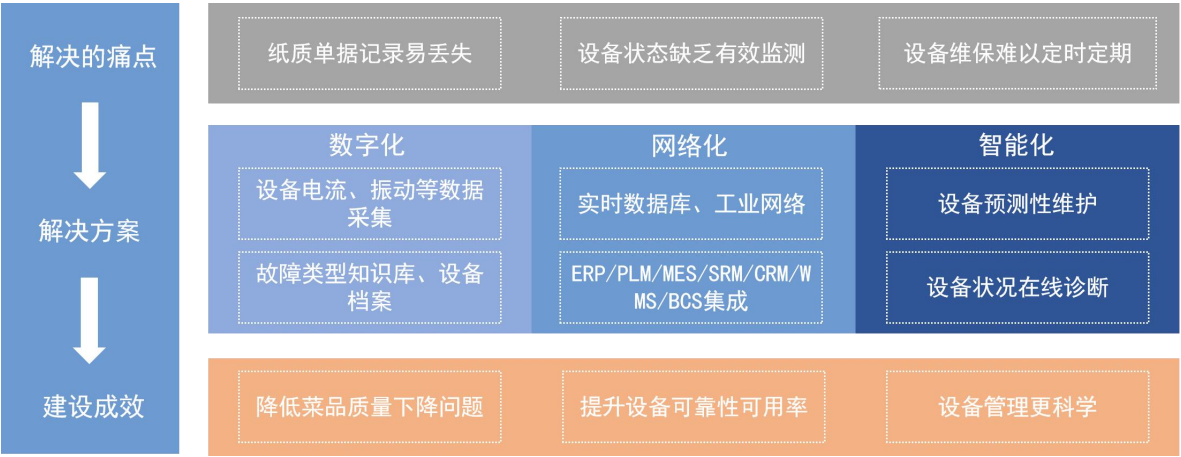 解决的痛点
纸质单据记录易丢失
设备状态缺乏有效监测
设备维保难以定时定期
解决方案
数字化
设备电流、振动等数据
采集
故障类型知识库、设备
档案
网络化
实时数据库、工业网络
ERP/PLM/MES/SRM/CRM/W
MS/BCS集成
智能化
设备预测性维护
设备状况在线诊断
建设成效
降低菜品质量下降问题
提升设备可靠性可用率
设备管理更科学